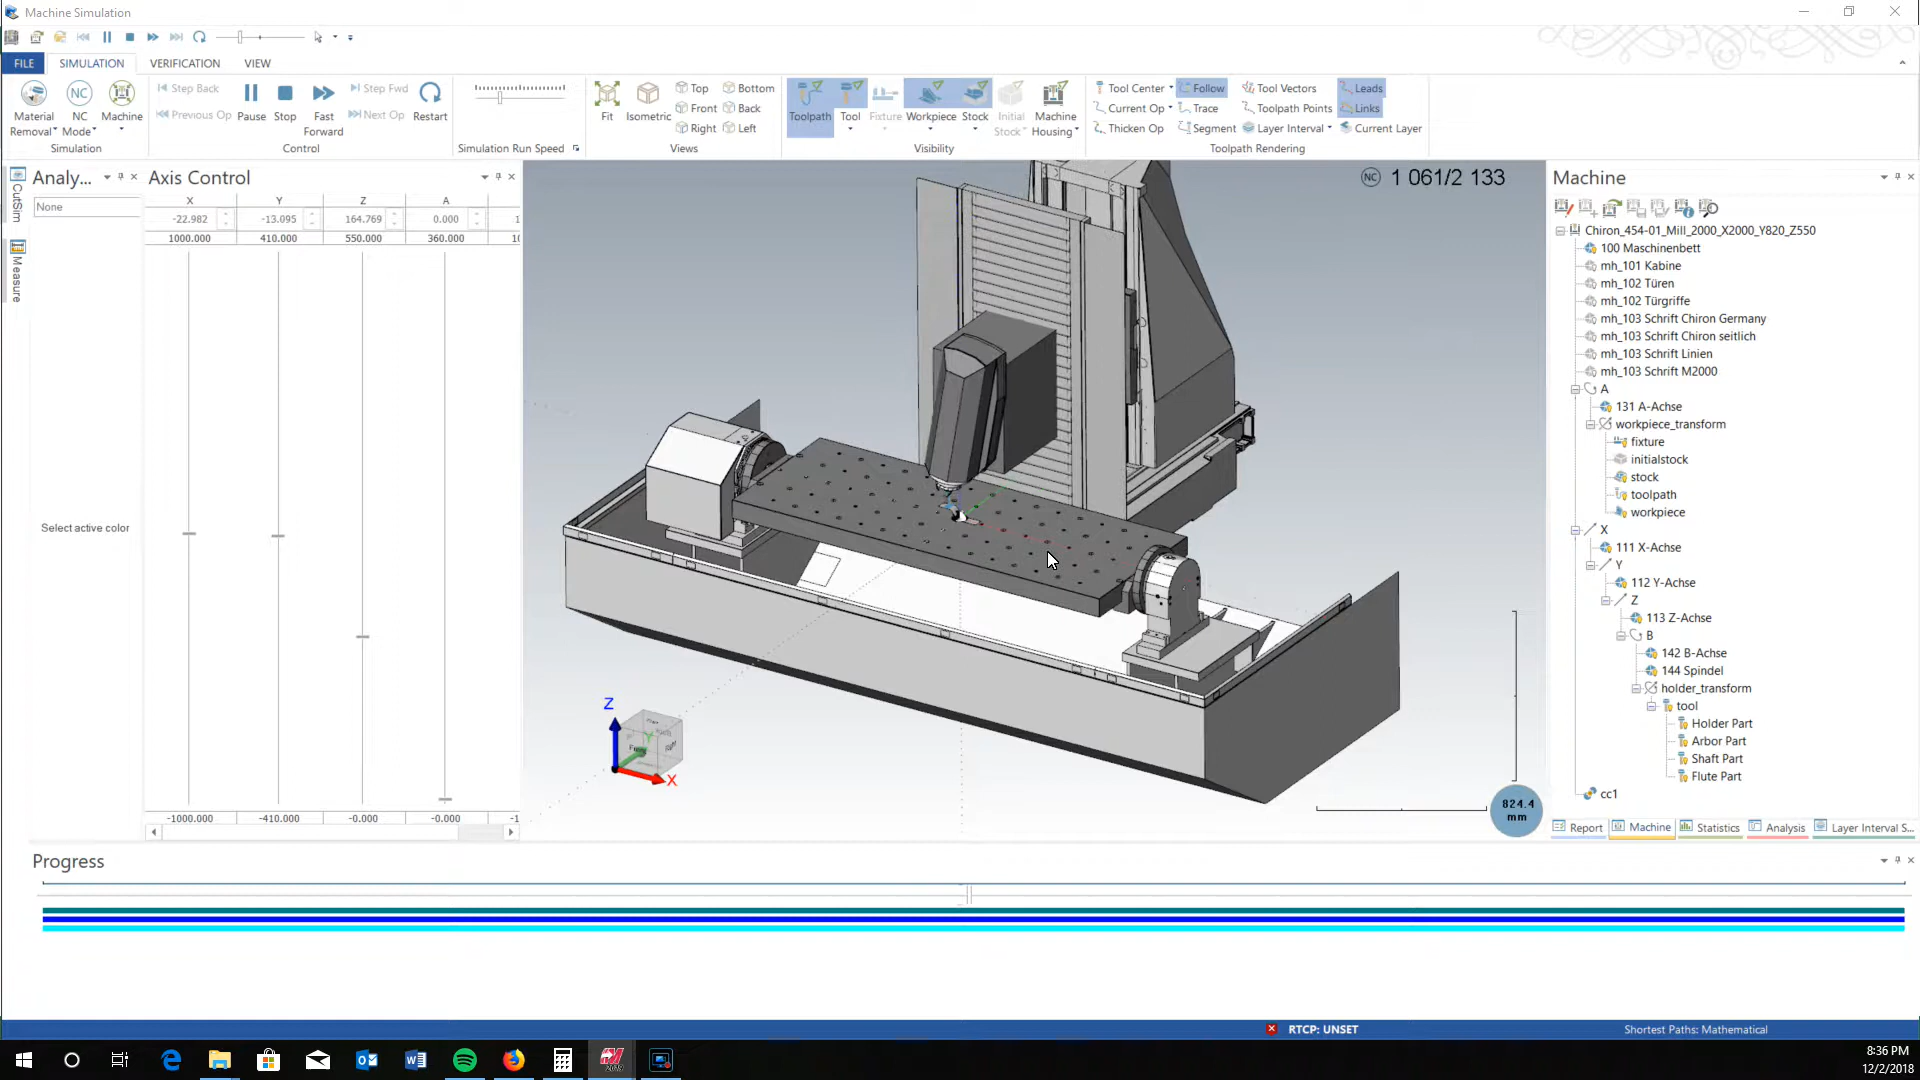 Machine Simulation
FILE SIMULATION VERIFICATION VIEW
Material Removal NC Mode Machine
Simulation
Step Back Previous Op Pause Stop Fast Forward Step Fwd Next Op Restart
Control
Simulation Run Speed
Fit Isometric Top Front Right Bottom Back Left
Views
Toolpath Tool Fixture Workpiece Stock Initial Stock Machine Housing
Visibility
Tool Center Follow Tool Vectors Leads
Current Op Trace Toolpath Points Links
Thicken Op Segment Layer Interval Current Layer
Toolpath Rendering
CutSim
Measure
Analy...
None
Select active color
Axis Control
X Y Z A
-22.982 -13.095 164.769 0.000 1
1000.000 410.000 550.000 360.000
-1000.000 -410.000 -0.000 -0.000 -1
NC 1 061/2 133
Z
Y
X
824.4
mm
Machine
Chiron_454-01_Mill_2000_X2000_Y820_Z550
100 Maschinenbett
mh_101 Kabine
mh_102 Türen
mh_102 Türgriffe
mh_103 Schrift Chiron Germany
mh_103 Schrift Chiron seitlich
mh_103 Schrift Linien
mh_103 Schrift M2000
A
131 A-Achse
workpiece_transform
fixture
initialstock
stock
toolpath
workpiece
X
111 X-Achse
Y
112 Y-Achse
Z
113 Z-Achse
B
142 B-Achse
144 Spindel
holder_transform
tool
Holder Part
Arbor Part
Shaft Part
Flute Part
cc1
Report Machine Statistics Analysis Layer Interval S...
Progress
RTCP: UNSET
Shortest Paths: Mathematical
2019
8:36 PM
12/2/2018